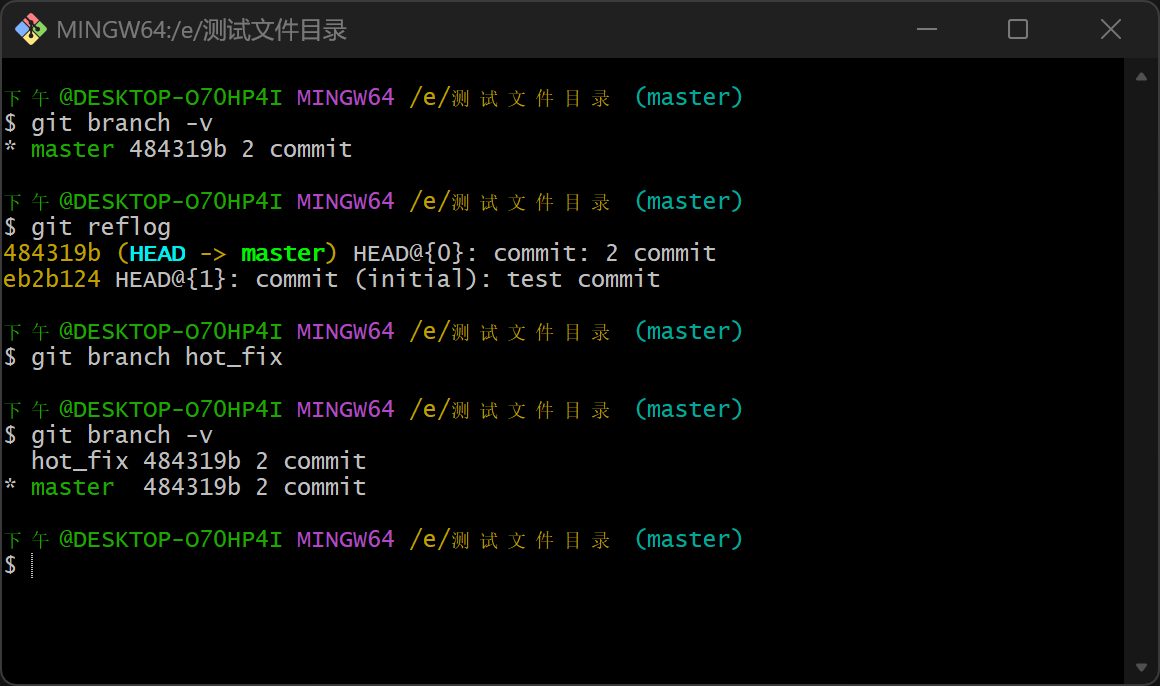 MINGW64:/e/测试文件目录
下午@DESKTOP-O7OHP4I MINGW64 /e/测试文件目录 (master)
$ git branch -v
* master 484319b 2 commit
下午@DESKTOP-O7OHP4I MINGW64 /e/测试文件目录 (master)
$ git reflog
484319b (HEAD -> master) HEAD@{0}: commit: 2 commit
eb2b124 HEAD@{1}: commit (initial): test commit
下午@DESKTOP-O7OHP4I MINGW64 /e/测试文件目录 (master)
$ git branch hot_fix
下午@DESKTOP-O7OHP4I MINGW64 /e/测试文件目录 (master)
$ git branch -v
  hot_fix 484319b 2 commit
* master  484319b 2 commit
下午@DESKTOP-O7OHP4I MINGW64 /e/测试文件目录 (master)
$